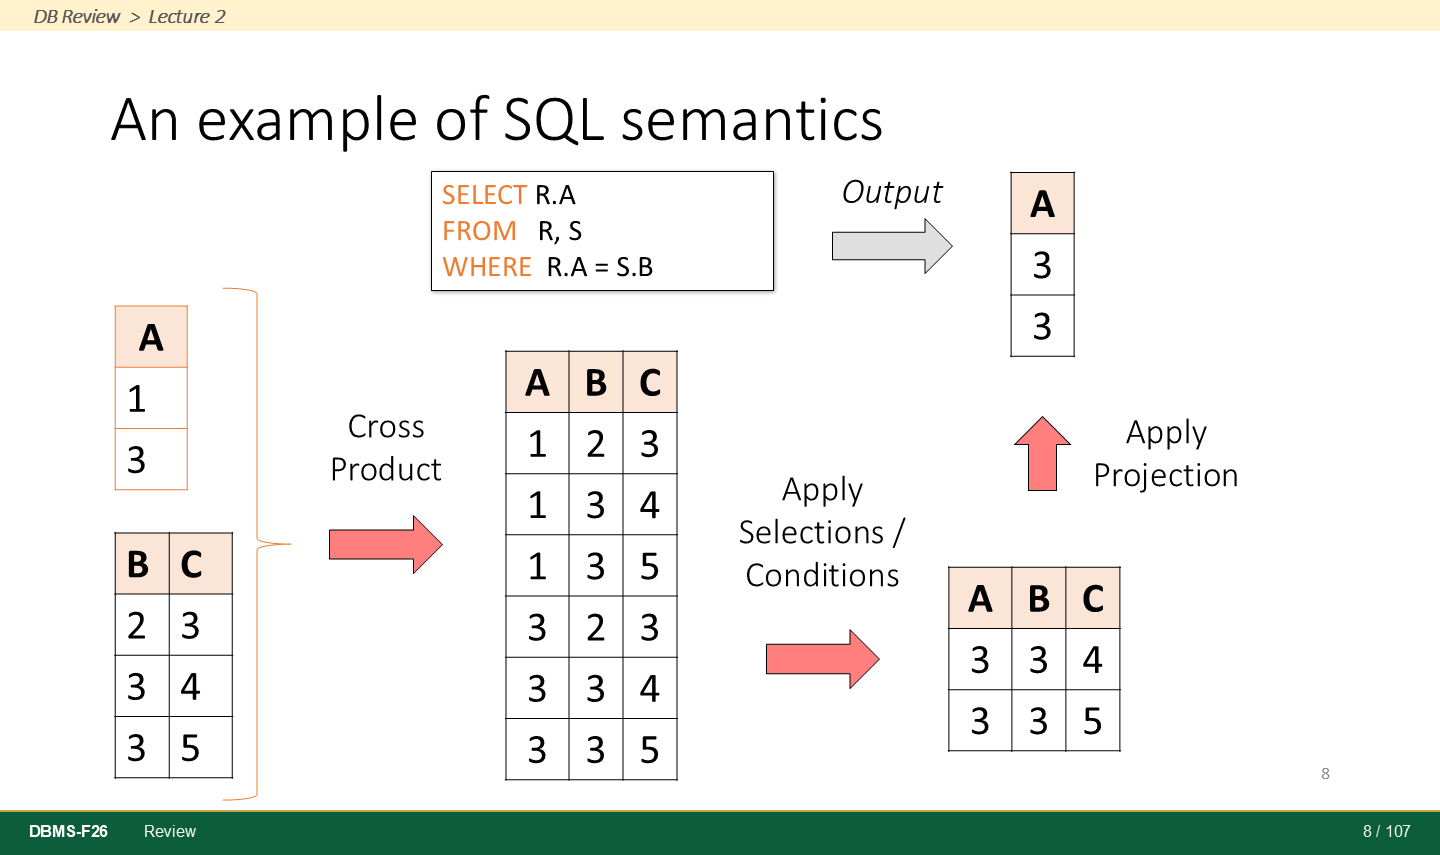 DB Review > Lecture 2
An example of SQL semantics
SELECT R.A
FROM R, S
WHERE R.A = S.B
Output
A
3
3
A
1
3
B C
2 3
3 4
3 5
Cross
Product
A B C
1 2 3
1 3 4
1 3 5
3 2 3
3 3 4
3 3 5
Apply
Selections /
Conditions
A B C
3 3 4
3 3 5
Apply
Projection
8
DBMS-F26 Review 8 / 107